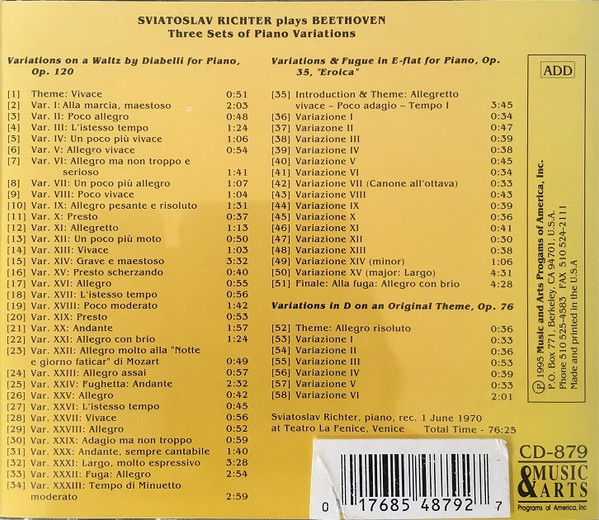 SVIATOSLAV RICHTER plays BEETHOVEN
Three Sets of Piano Variations
Variations on a Waltz by Diabelli for Piano,
Op. 120
[1] Theme: Vivace 0:51
[2] Var. I: Alla marcia, maestoso 2:03
[3] Var. II: Poco allegro 0:48
[4] Var. III: L'istesso tempo 1:24
[5] Var. IV: Un poco più vivace 1:06
[6] Var. V: Allegro vivace 0:54
[7] Var. VI: Allegro ma non troppo e
serioso 1:41
[8] Var. VII: Un poco più allegro 1:07
[9] Var. VIII: Poco vivace 1:04
[10] Var. IX: Allegro pesante e risoluto 1:31
[11] Var. X: Presto 0:37
[12] Var. XI: Allegretto 1:13
[13] Var. XII: Un poco più moto 0:50
[14] Var. XIII: Vivace 1:03
[15] Var. XIV: Grave e maestoso 3:32
[16] Var. XV: Presto scherzando 0:40
[17] Var. XVI: Allegro 0:55
[18] Var. XVII: L'istesso tempo 0:56
[19] Var. XVIII: Poco moderato 1:42
[20] Var. XIX: Presto 0:53
[21] Var. XX: Andante 1:57
[22] Var. XXI: Allegro con brio 1:24
[23] Var. XXII: Allegro molto alla "Notte
e giorno faticar" di Mozart 0:49
[24] Var. XXIII: Allegro assai 0:57
[25] Var. XXIV: Fughetta: Andante 2:32
[26] Var. XXV: Allegro 0:42
[27] Var. XXVI: L'istesso tempo 0:45
[28] Var. XXVII: Vivace 0:56
[29] Var. XXVIII: Allegro 0:52
[30] Var. XXIX: Adagio ma non troppo 0:59
[31] Var. XXX: Andante, sempre cantabile 1:40
[32] Var. XXXI: Largo, molto espressivo 3:28
[33] Var. XXXII: Fuga: Allegro 2:54
[34] Var. XXXIII: Tempo di Minuetto
moderato 2:59
Variations & Fugue in E-flat for Piano, Op.
35, "Eroica"
[35] Introduction & Theme: Allegretto
vivace – Poco adagio – Tempo I 3:45
[36] Variazione I 0:34
[37] Variazone II 0:47
[38] Variazione III 0:39
[39] Variazione IV 0:38
[40] Variazione V 0:45
[41] Variazione VI 0:34
[42] Variazione VII (Canone all'ottava) 0:33
[43] Variazione VIII 0:43
[44] Variazione IX 0:39
[45] Variazione X 0:36
[46] Variazione XI 0:41
[47] Variazione XII 0:30
[48] Variazione XIII 0:38
[49] Variazione XIV (minor) 1:06
[50] Variazione XV (major: Largo) 4:31
[51] Finale: Alla fuga: Allegro con brio 4:28
Variations in D on an Original Theme, Op. 76
[52] Theme: Allegro risoluto 0:36
[53] Variazione I 0:33
[54] Variazione II 0:36
[55] Variazione III 0:33
[56] Variazione IV 0:39
[57] Variazione V 0:33
[58] Variazione VI 2:01
Sviatoslav Richter, piano, rec. 1 June 1970
at Teatro La Fenice, Venice Total Time - 76:25
ADD
℗ 1995 Music and Arts Progams of America, Inc.
P.O. Box 771, Berkeley, CA 94701, U.S.A.
Phone 510 525-4583 FAX 510 524-2111
Made and printed in the U.S.A.
CD-879
MUSIC
& ARTS
Programs of America, Inc
0 17685 48792 7